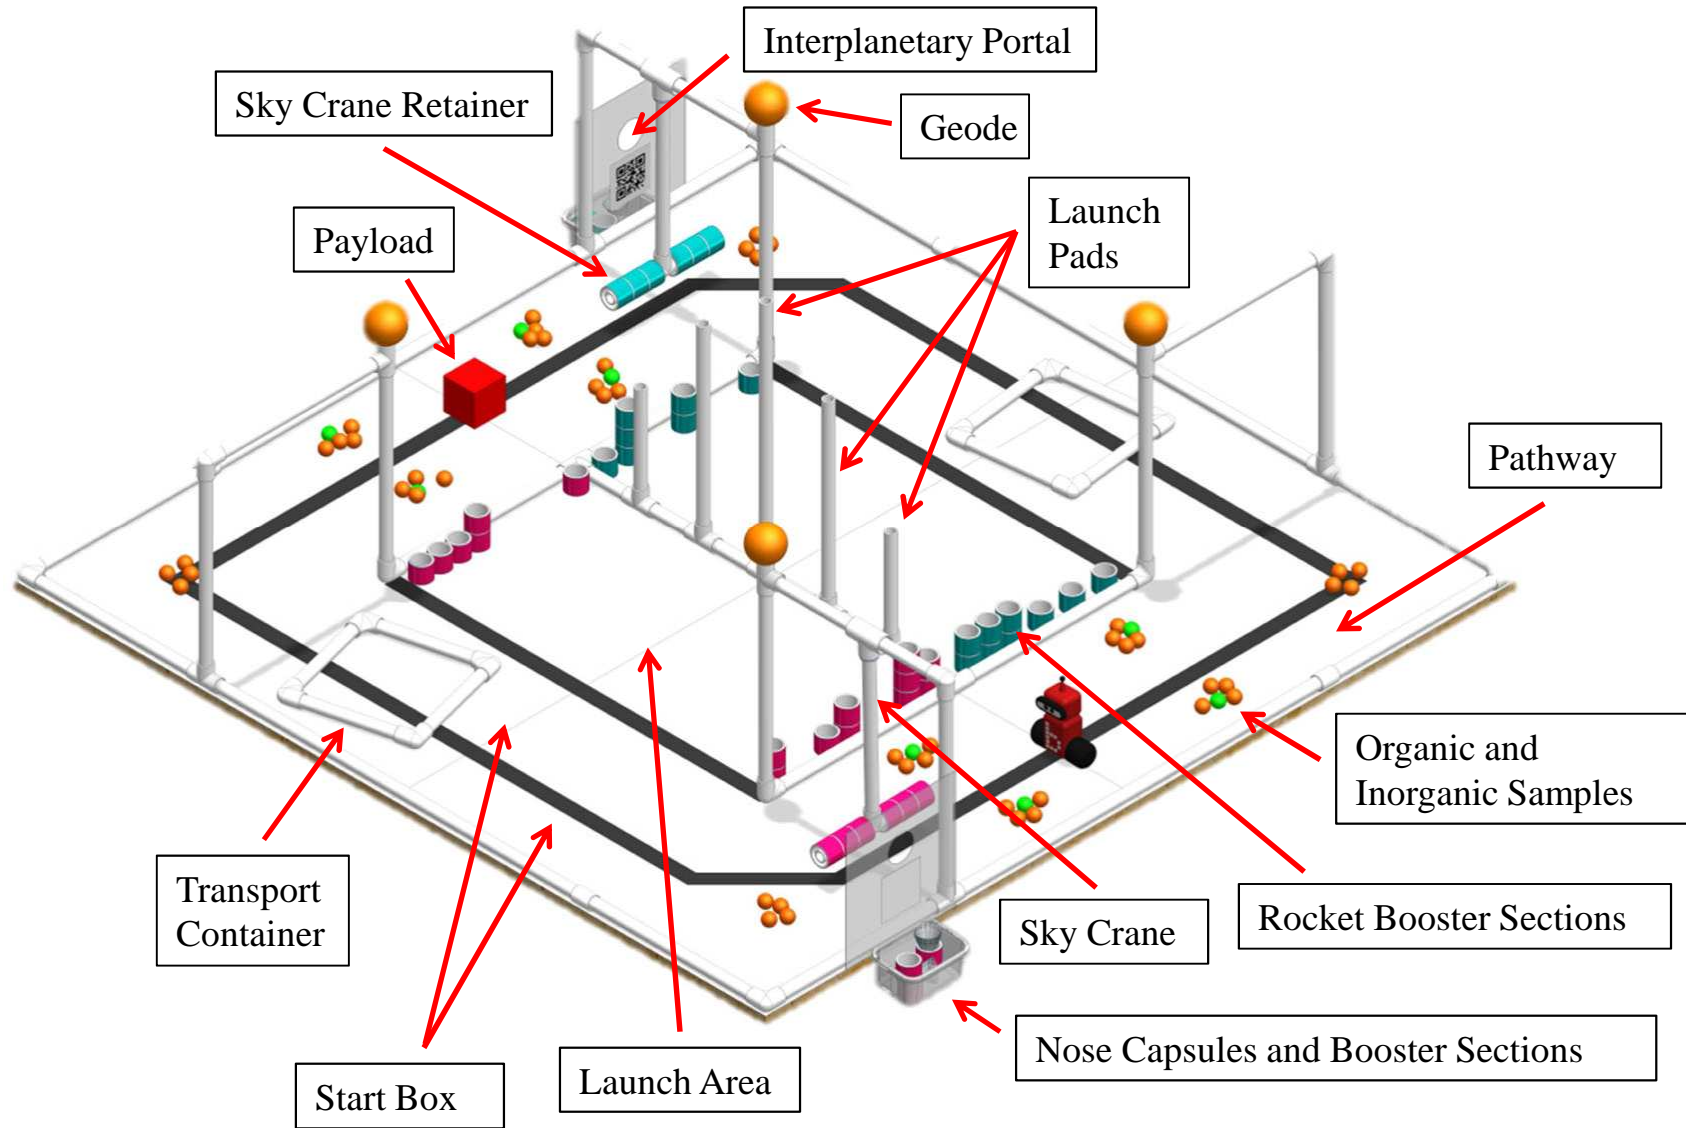 Interplanetary Portal
Sky Crane Retainer
Geode
Launch
Pads
Payload
Pathway
Organic and
Inorganic Samples
Transport
Container
Sky Crane
Rocket Booster Sections
Nose Capsules and Booster Sections
Launch Area
Start Box